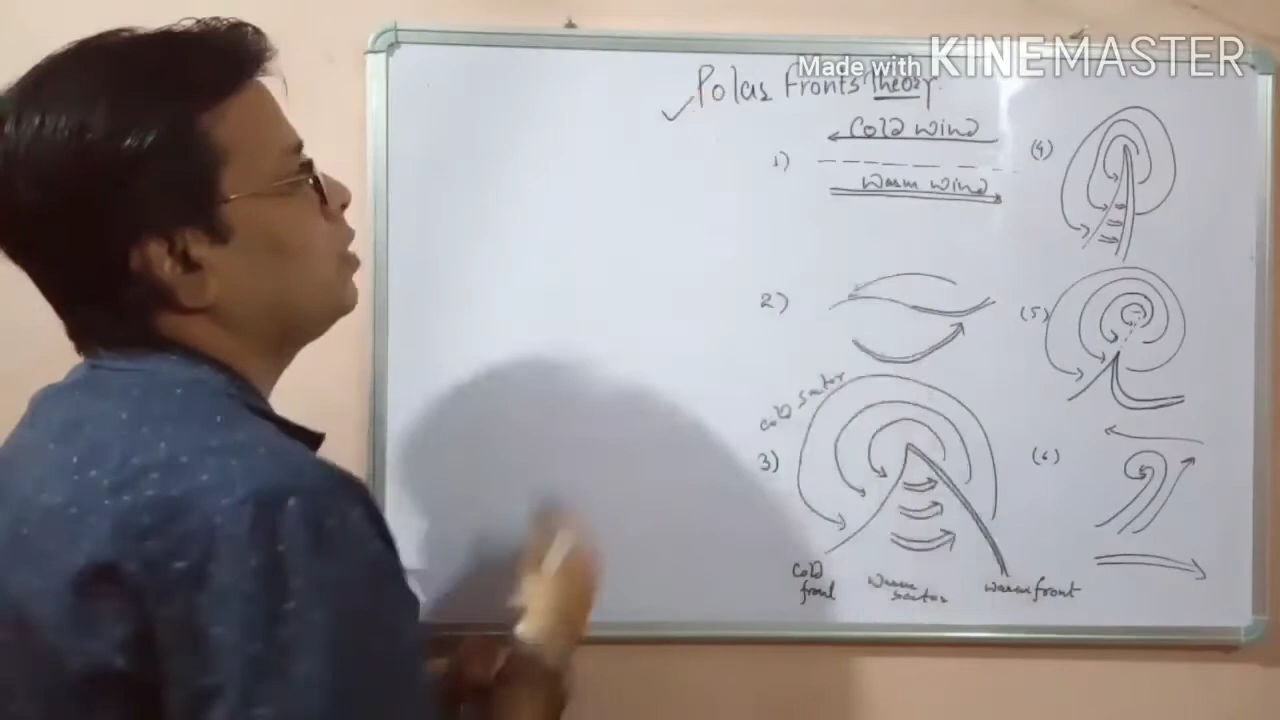 Made with KINEMASTER
Polar Fronts Theory
1)
Cold wind
Warm wind
2)
3)
cold sector
cold front
warm sector
warm front
(4)
(5)
(6)